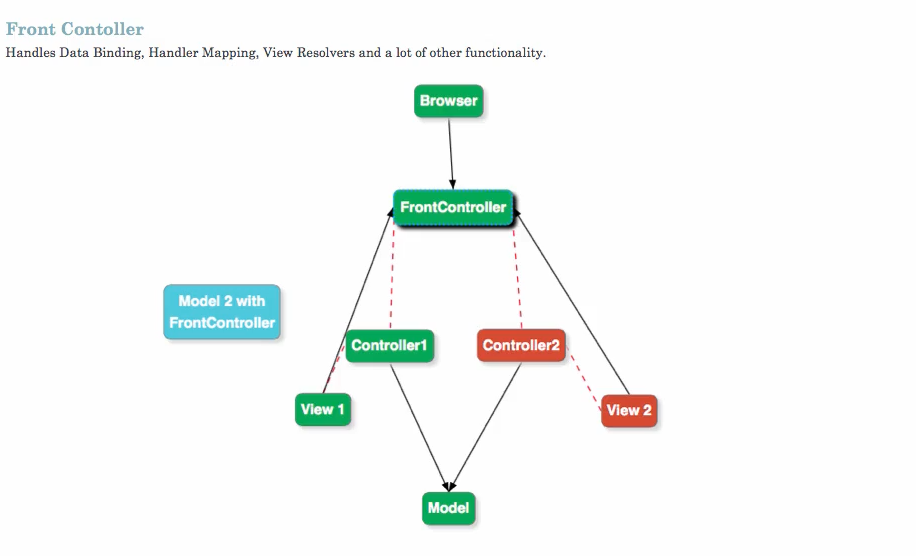 Front Contoller
Handles Data Binding, Handler Mapping, View Resolvers and a lot of other functionality.
Browser
FrontController
Model 2 with
FrontController
Controller1
Controller2
View 1
View 2
Model